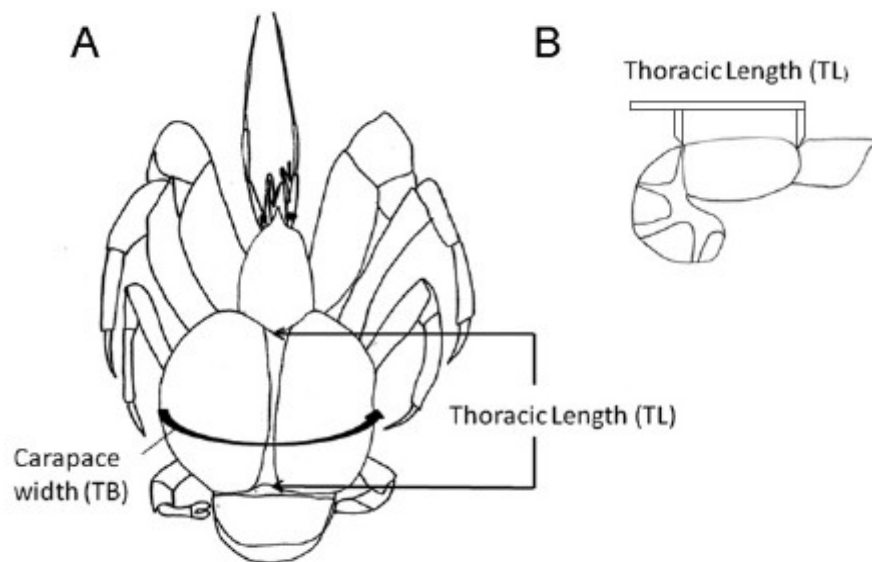 A
B
Thoracic Length (TL)
Thoracic Length (TL)
Carapace
width (TB)